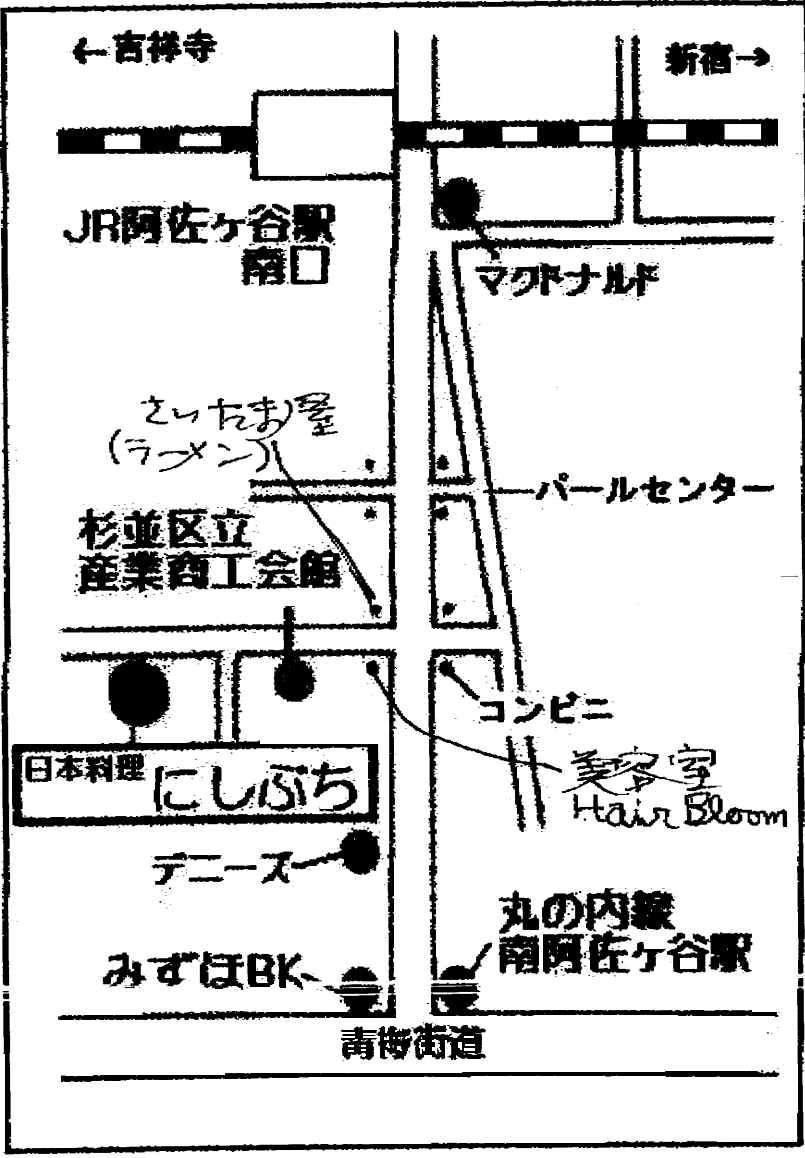 ←吉祥寺
新宿→
JR阿佐ヶ谷駅
南口
マクドナルド
さいたま屋
(ラーメン)
パールセンター
杉並区立
産業商工会館
コンビニ
日本料理 にしぶち
美容室
Hair Bloom
デニーズ
丸の内線
南阿佐ヶ谷駅
みずほBK
青梅街道